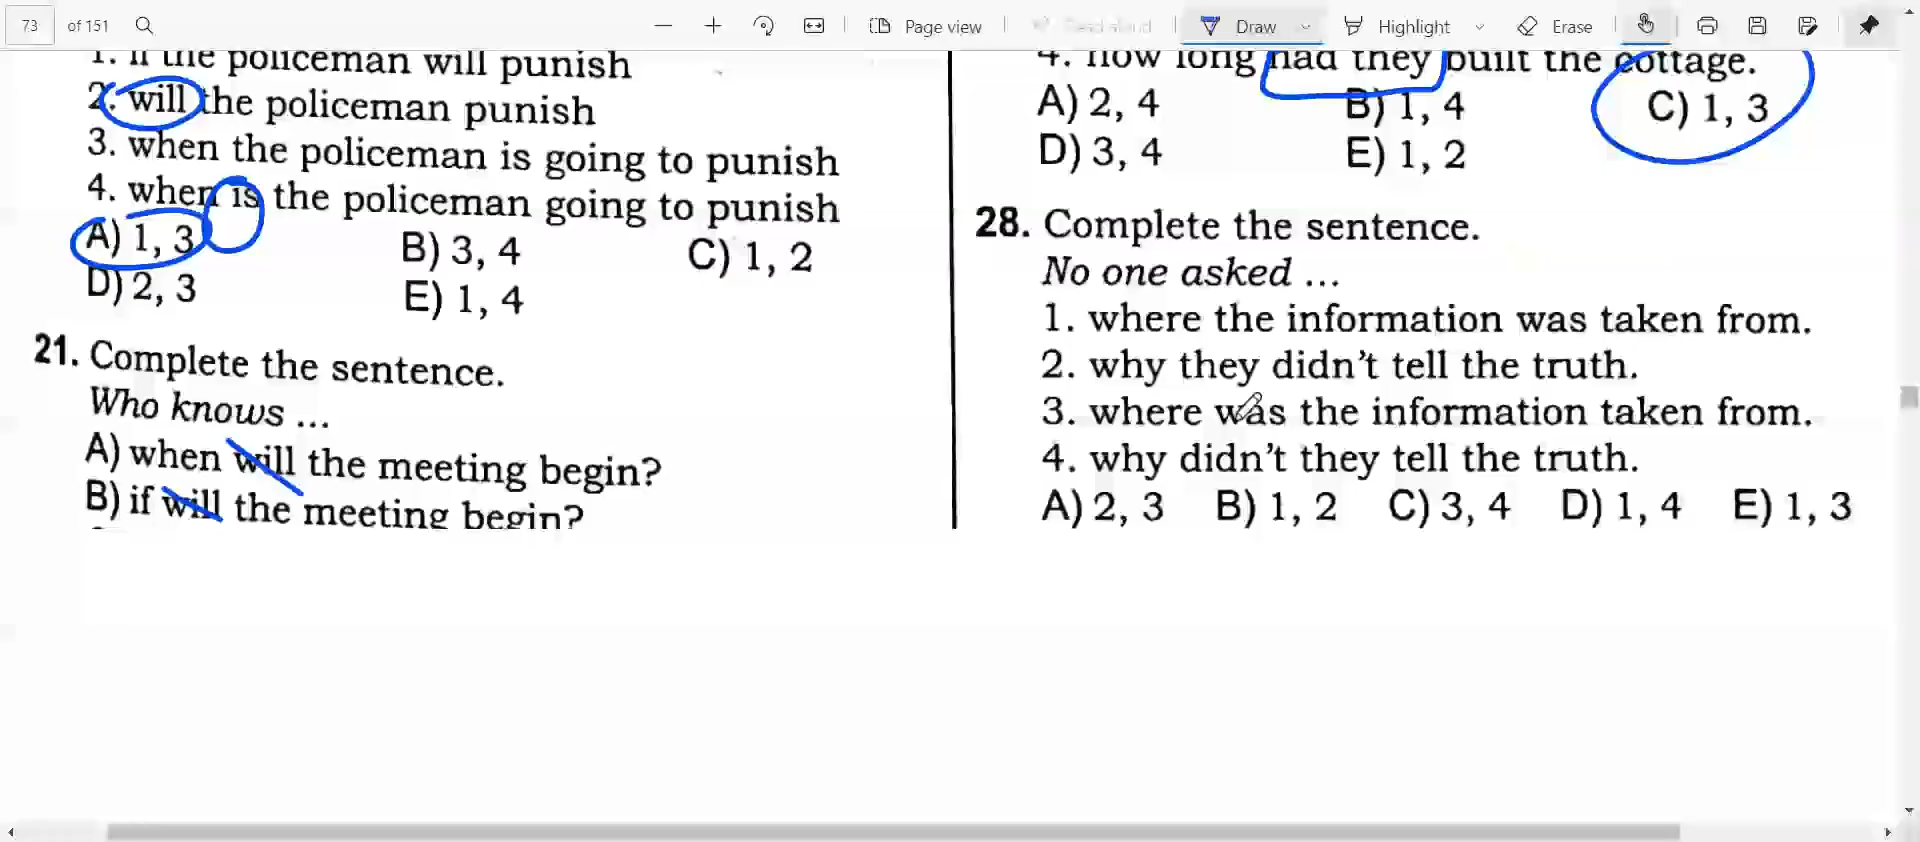 73 of 151 Page view Read aloud Draw Highlight Erase
1. if the policeman will punish
2. will the policeman punish
3. when the policeman is going to punish
4. when is the policeman going to punish
A) 1, 3 B) 3, 4 C) 1, 2
D) 2, 3 E) 1, 4
21. Complete the sentence.
Who knows ...
A) when will the meeting begin?
B) if will the meeting begin?
4. how long had they built the cottage.
A) 2, 4 B) 1, 4 C) 1, 3
D) 3, 4 E) 1, 2
28. Complete the sentence.
No one asked ...
1. where the information was taken from.
2. why they didn't tell the truth.
3. where was the information taken from.
4. why didn't they tell the truth.
A) 2, 3 B) 1, 2 C) 3, 4 D) 1, 4 E) 1, 3